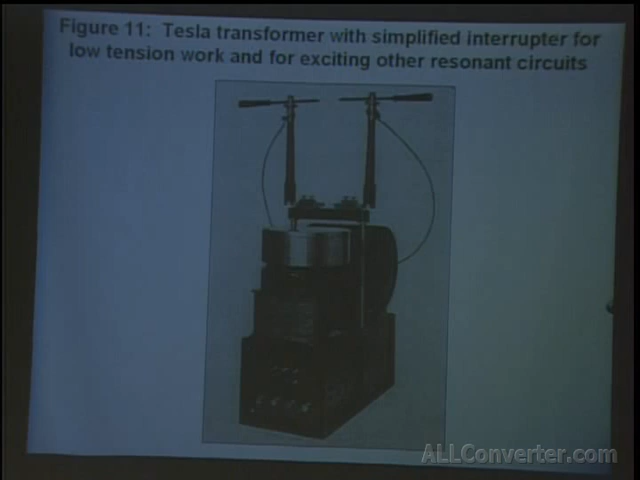 Figure 11: Tesla transformer with simplified interrupter for
low tension work and for exciting other resonant circuits
ALLConverter.com